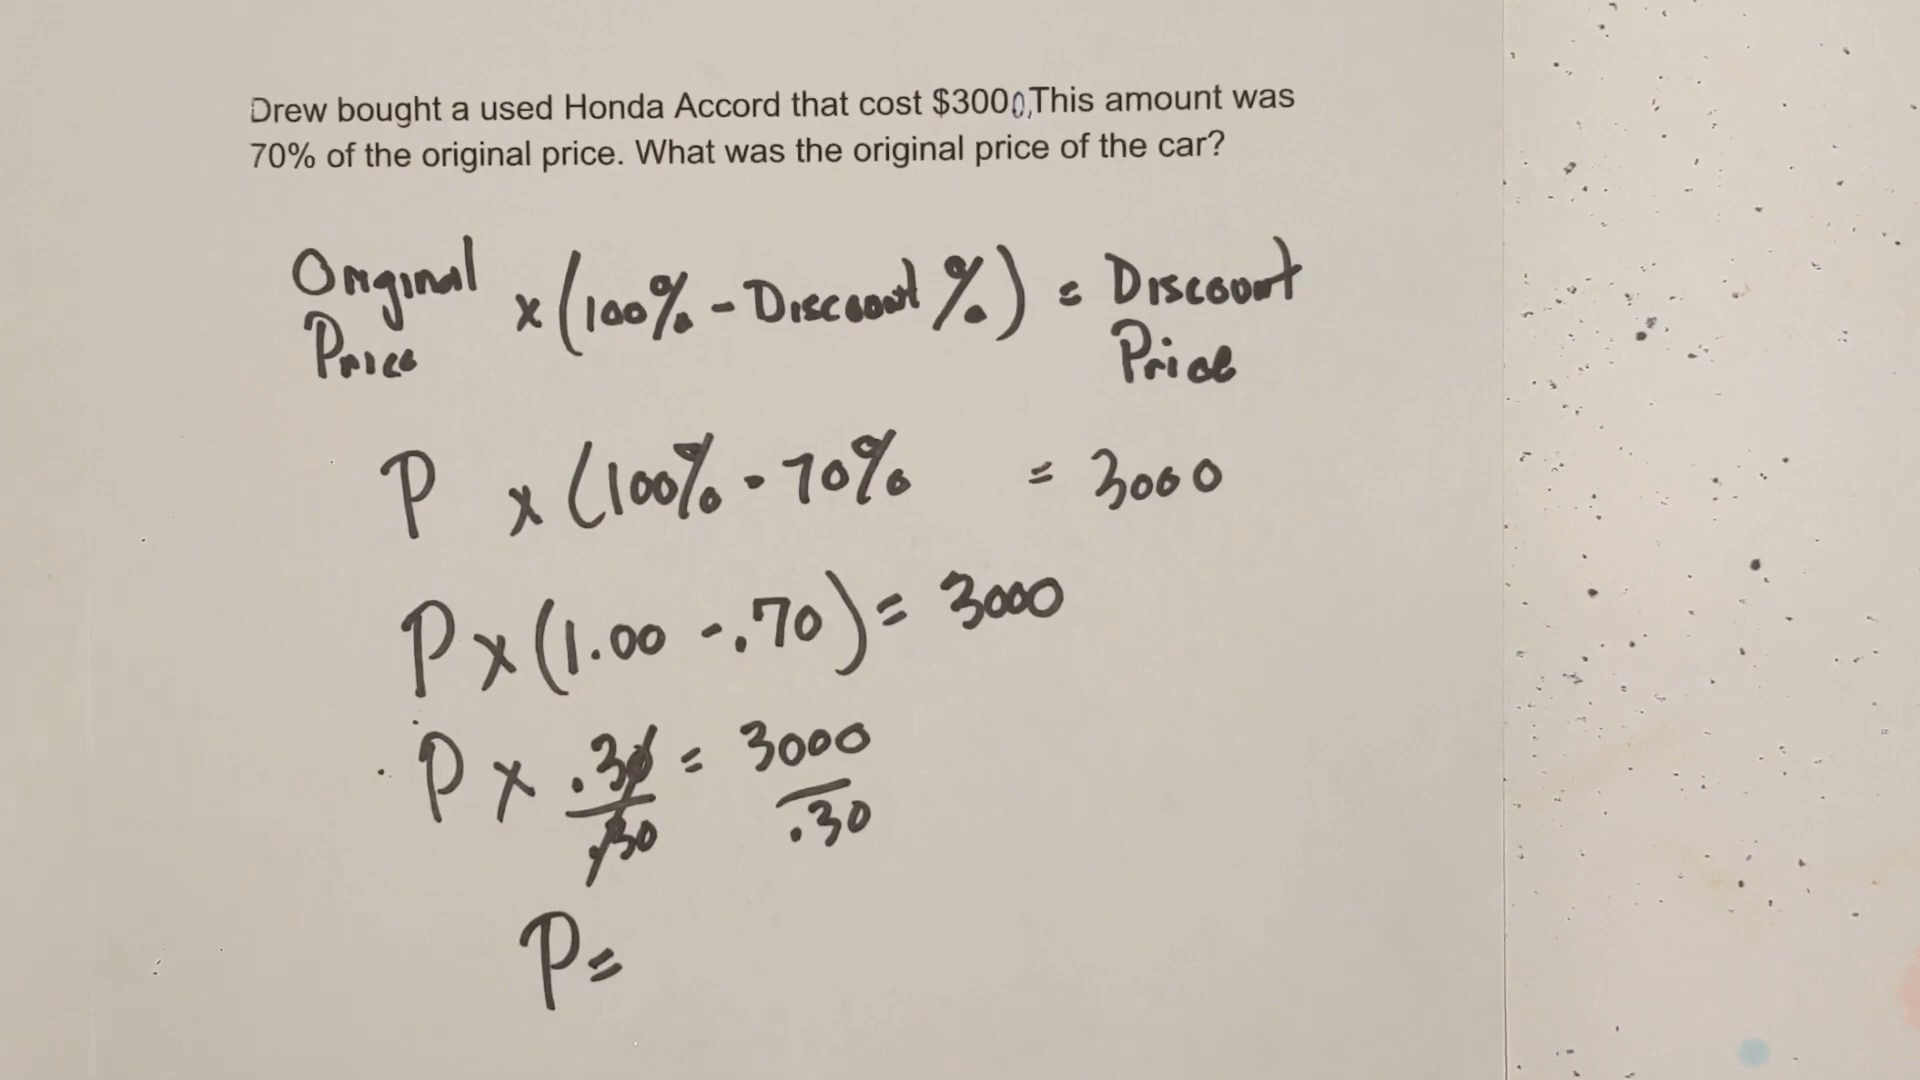 Drew bought a used Honda Accord that cost $3000, This amount was
70% of the original price. What was the original price of the car?
Original Price x (100% - Discount %) = Discount Price
P x (100% - 70% = 3000
P x (1.00 - .70) = 3000
P x .30/.30 = 3000/.30
P =